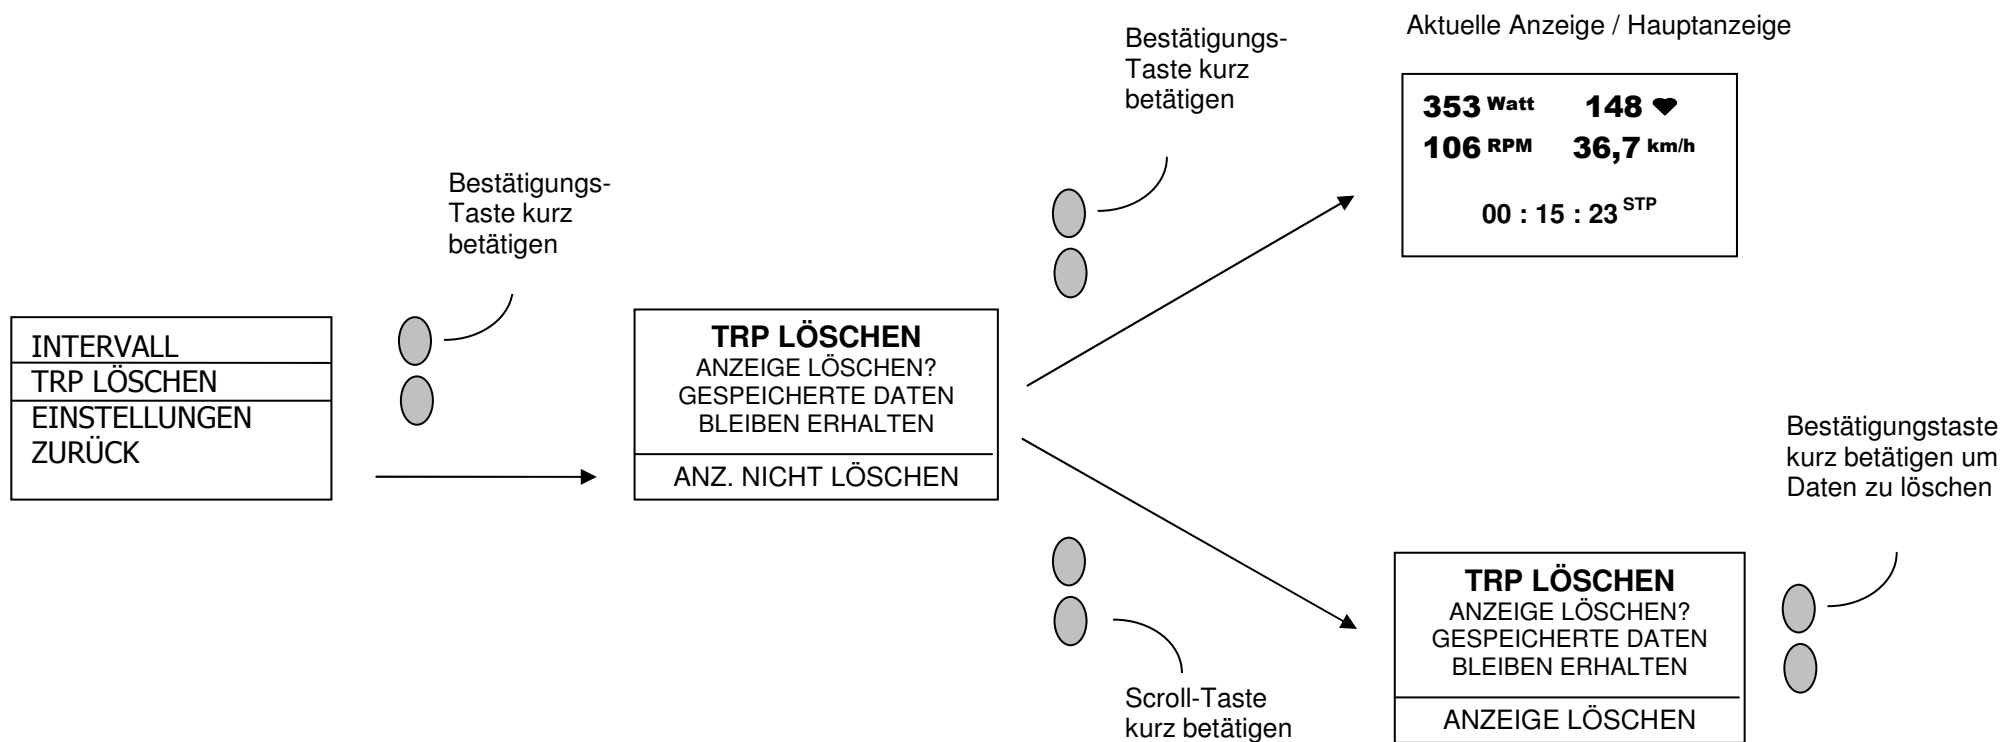 INTERVALL
TRP LÖSCHEN
EINSTELLUNGEN
ZURÜCK
Bestätigungs-
Taste kurz
betätigen
TRP LÖSCHEN
ANZEIGE LÖSCHEN?
GESPEICHERTE DATEN
BLEIBEN ERHALTEN
ANZ. NICHT LÖSCHEN
Bestätigungs-
Taste kurz
betätigen
Aktuelle Anzeige / Hauptanzeige
353 Watt 148 ♥
106 RPM 36,7 km/h
00 : 15 : 23 STP
Scroll-Taste
kurz betätigen
TRP LÖSCHEN
ANZEIGE LÖSCHEN?
GESPEICHERTE DATEN
BLEIBEN ERHALTEN
ANZEIGE LÖSCHEN
Bestätigungstaste
kurz betätigen um
Daten zu löschen